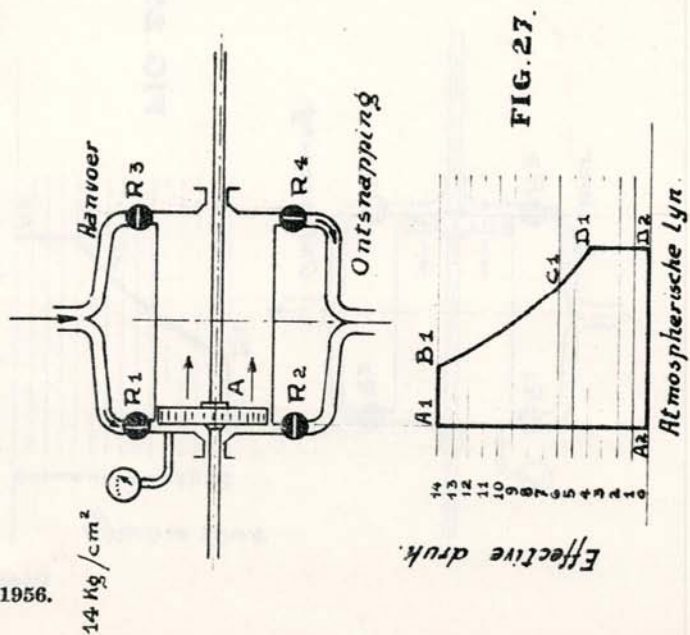 14 Kg/cm²
Aanvoer
R1
R3
A
R2
R4
Ontsnapping
Effective druk.
14
13
12
11
10
9
8
7
6
5
4
3
2
1
0
A1
B1
C1
D1
A2
D2
Atmospherische lyn.
FIG. 27.
1956.